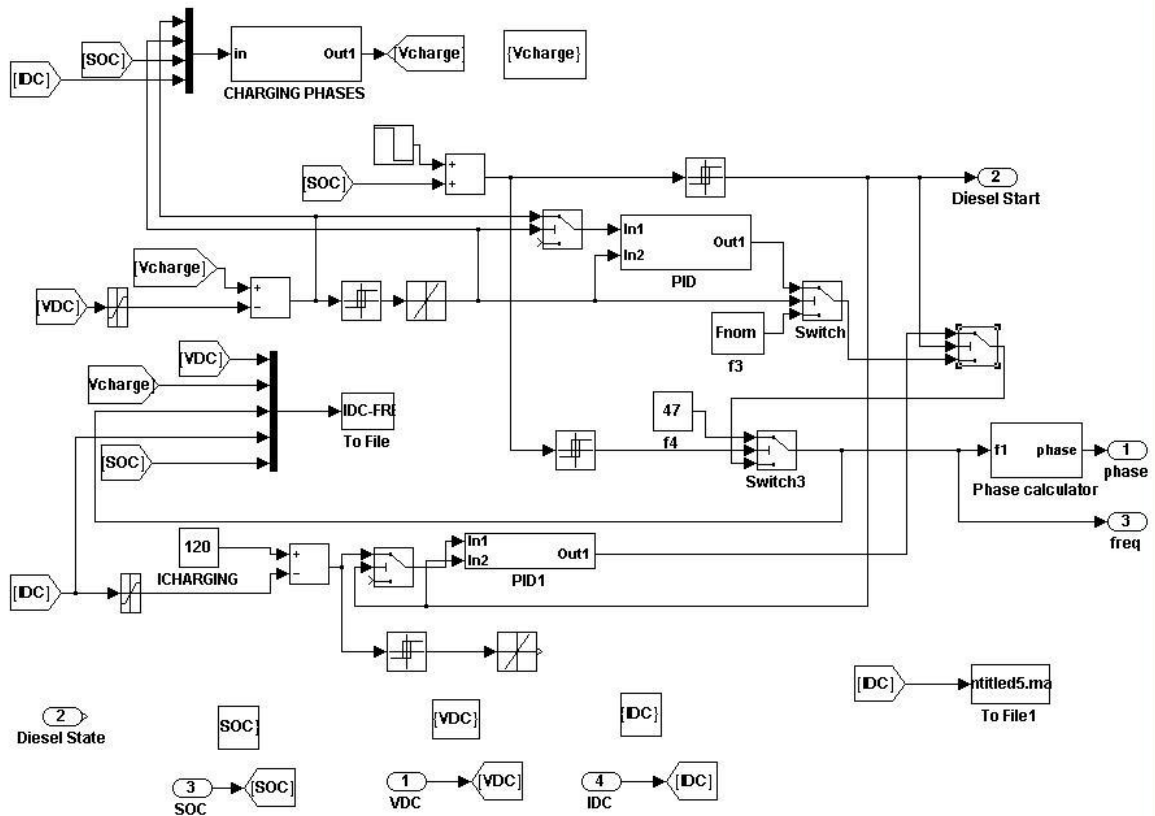 [SOC]
[IDC]
in
Out1
CHARGING PHASES
[Vcharge]
{Vcharge}
[SOC]
+
+
2
Diesel Start
In1
In2
Out1
PID
[Vcharge]
[VDC]
+
−
Switch
Fnom
f3
[VDC]
Vcharge]
IDC-FRE
To File
[SOC]
47
f4
Switch3
f1
phase
Phase calculator
1
phase
3
freq
120
ICHARGING
+
−
In1
In2
Out1
PID1
[IDC]
[IDC]
ntitled5.ma
To File1
2
Diesel State
SOC}
{VDC}
{IDC}
3
SOC
[SOC]
1
VDC
[VDC]
4
IDC
[IDC]